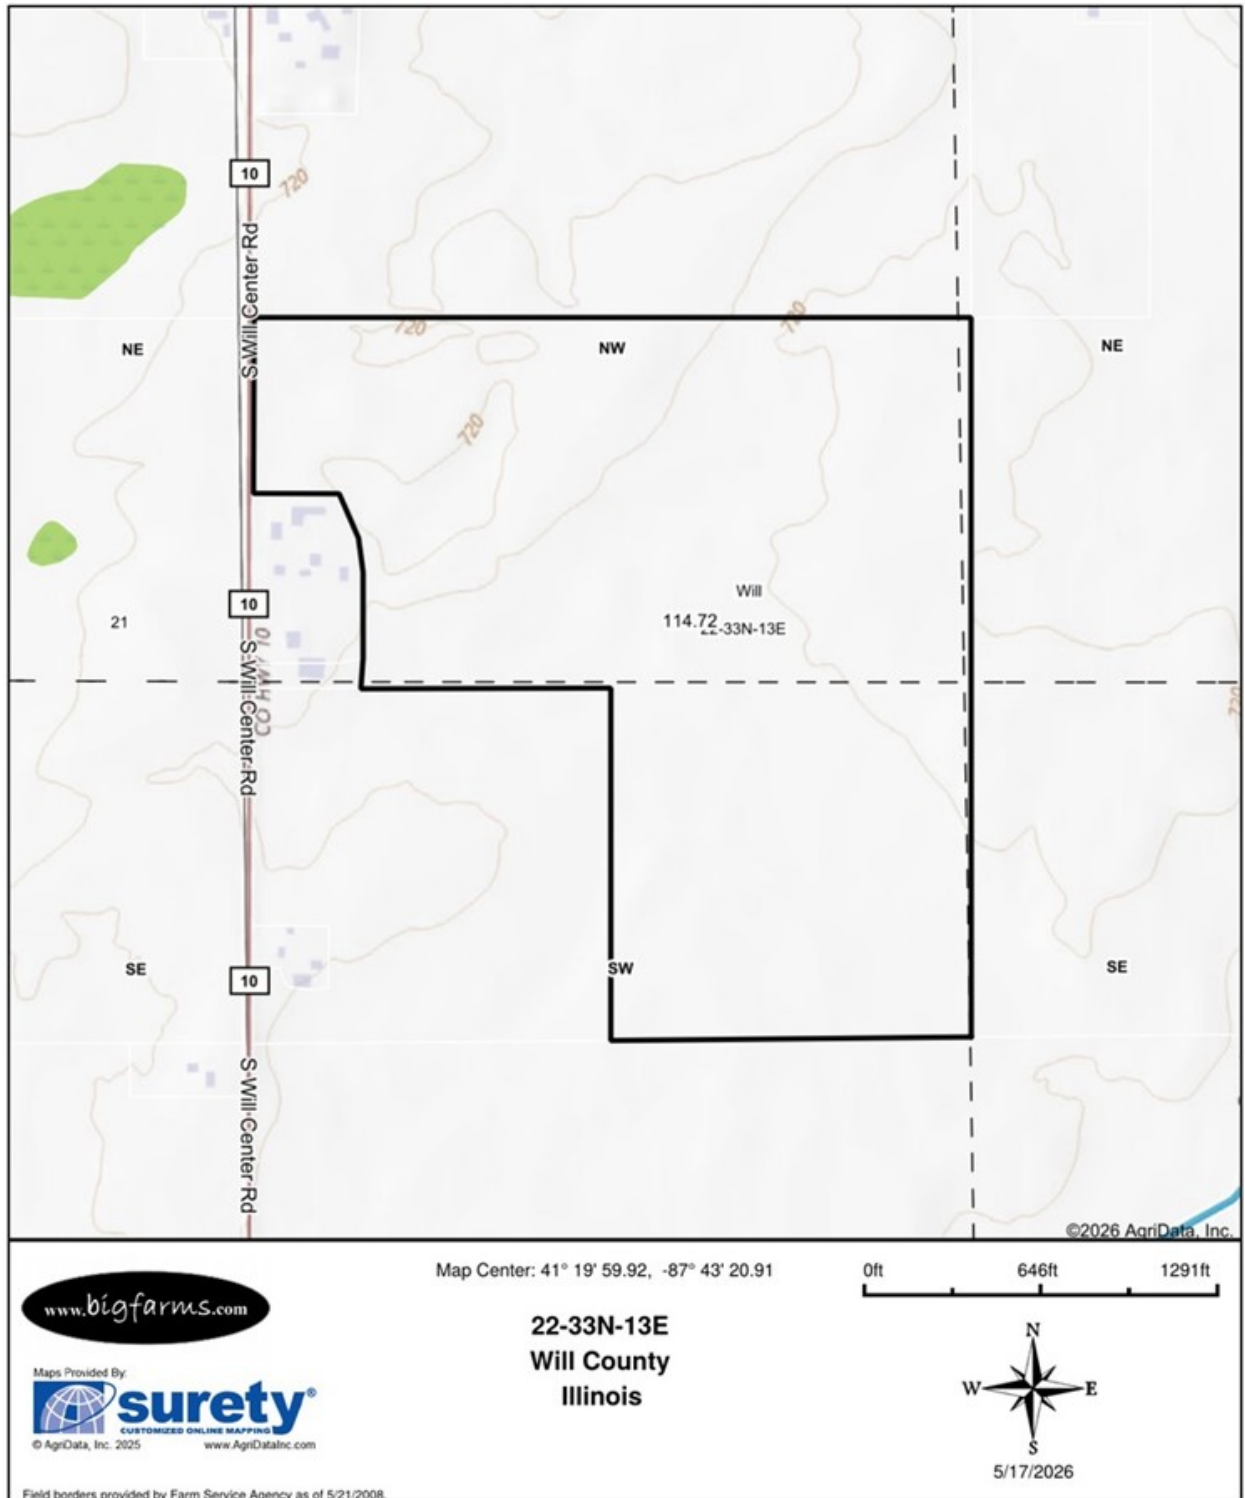 10
720
S Will Center Rd
720
720
NE
NW
NE
720
Will
114.72
22-33N-13E
10
21
CO HWY 10
S Will Center Rd
720
SE
SW
SE
10
S Will Center Rd
©2026 AgriData, Inc.
Map Center: 41° 19' 59.92, -87° 43' 20.91
0ft 646ft 1291ft
www.bigfarms.com
22-33N-13E
Will County
Illinois
N
W E
S
Maps Provided By:
surety®
CUSTOMIZED ONLINE MAPPING
© AgriData, Inc. 2025 www.AgriDataInc.com
5/17/2026
Field borders provided by Farm Service Agency as of 5/21/2008.